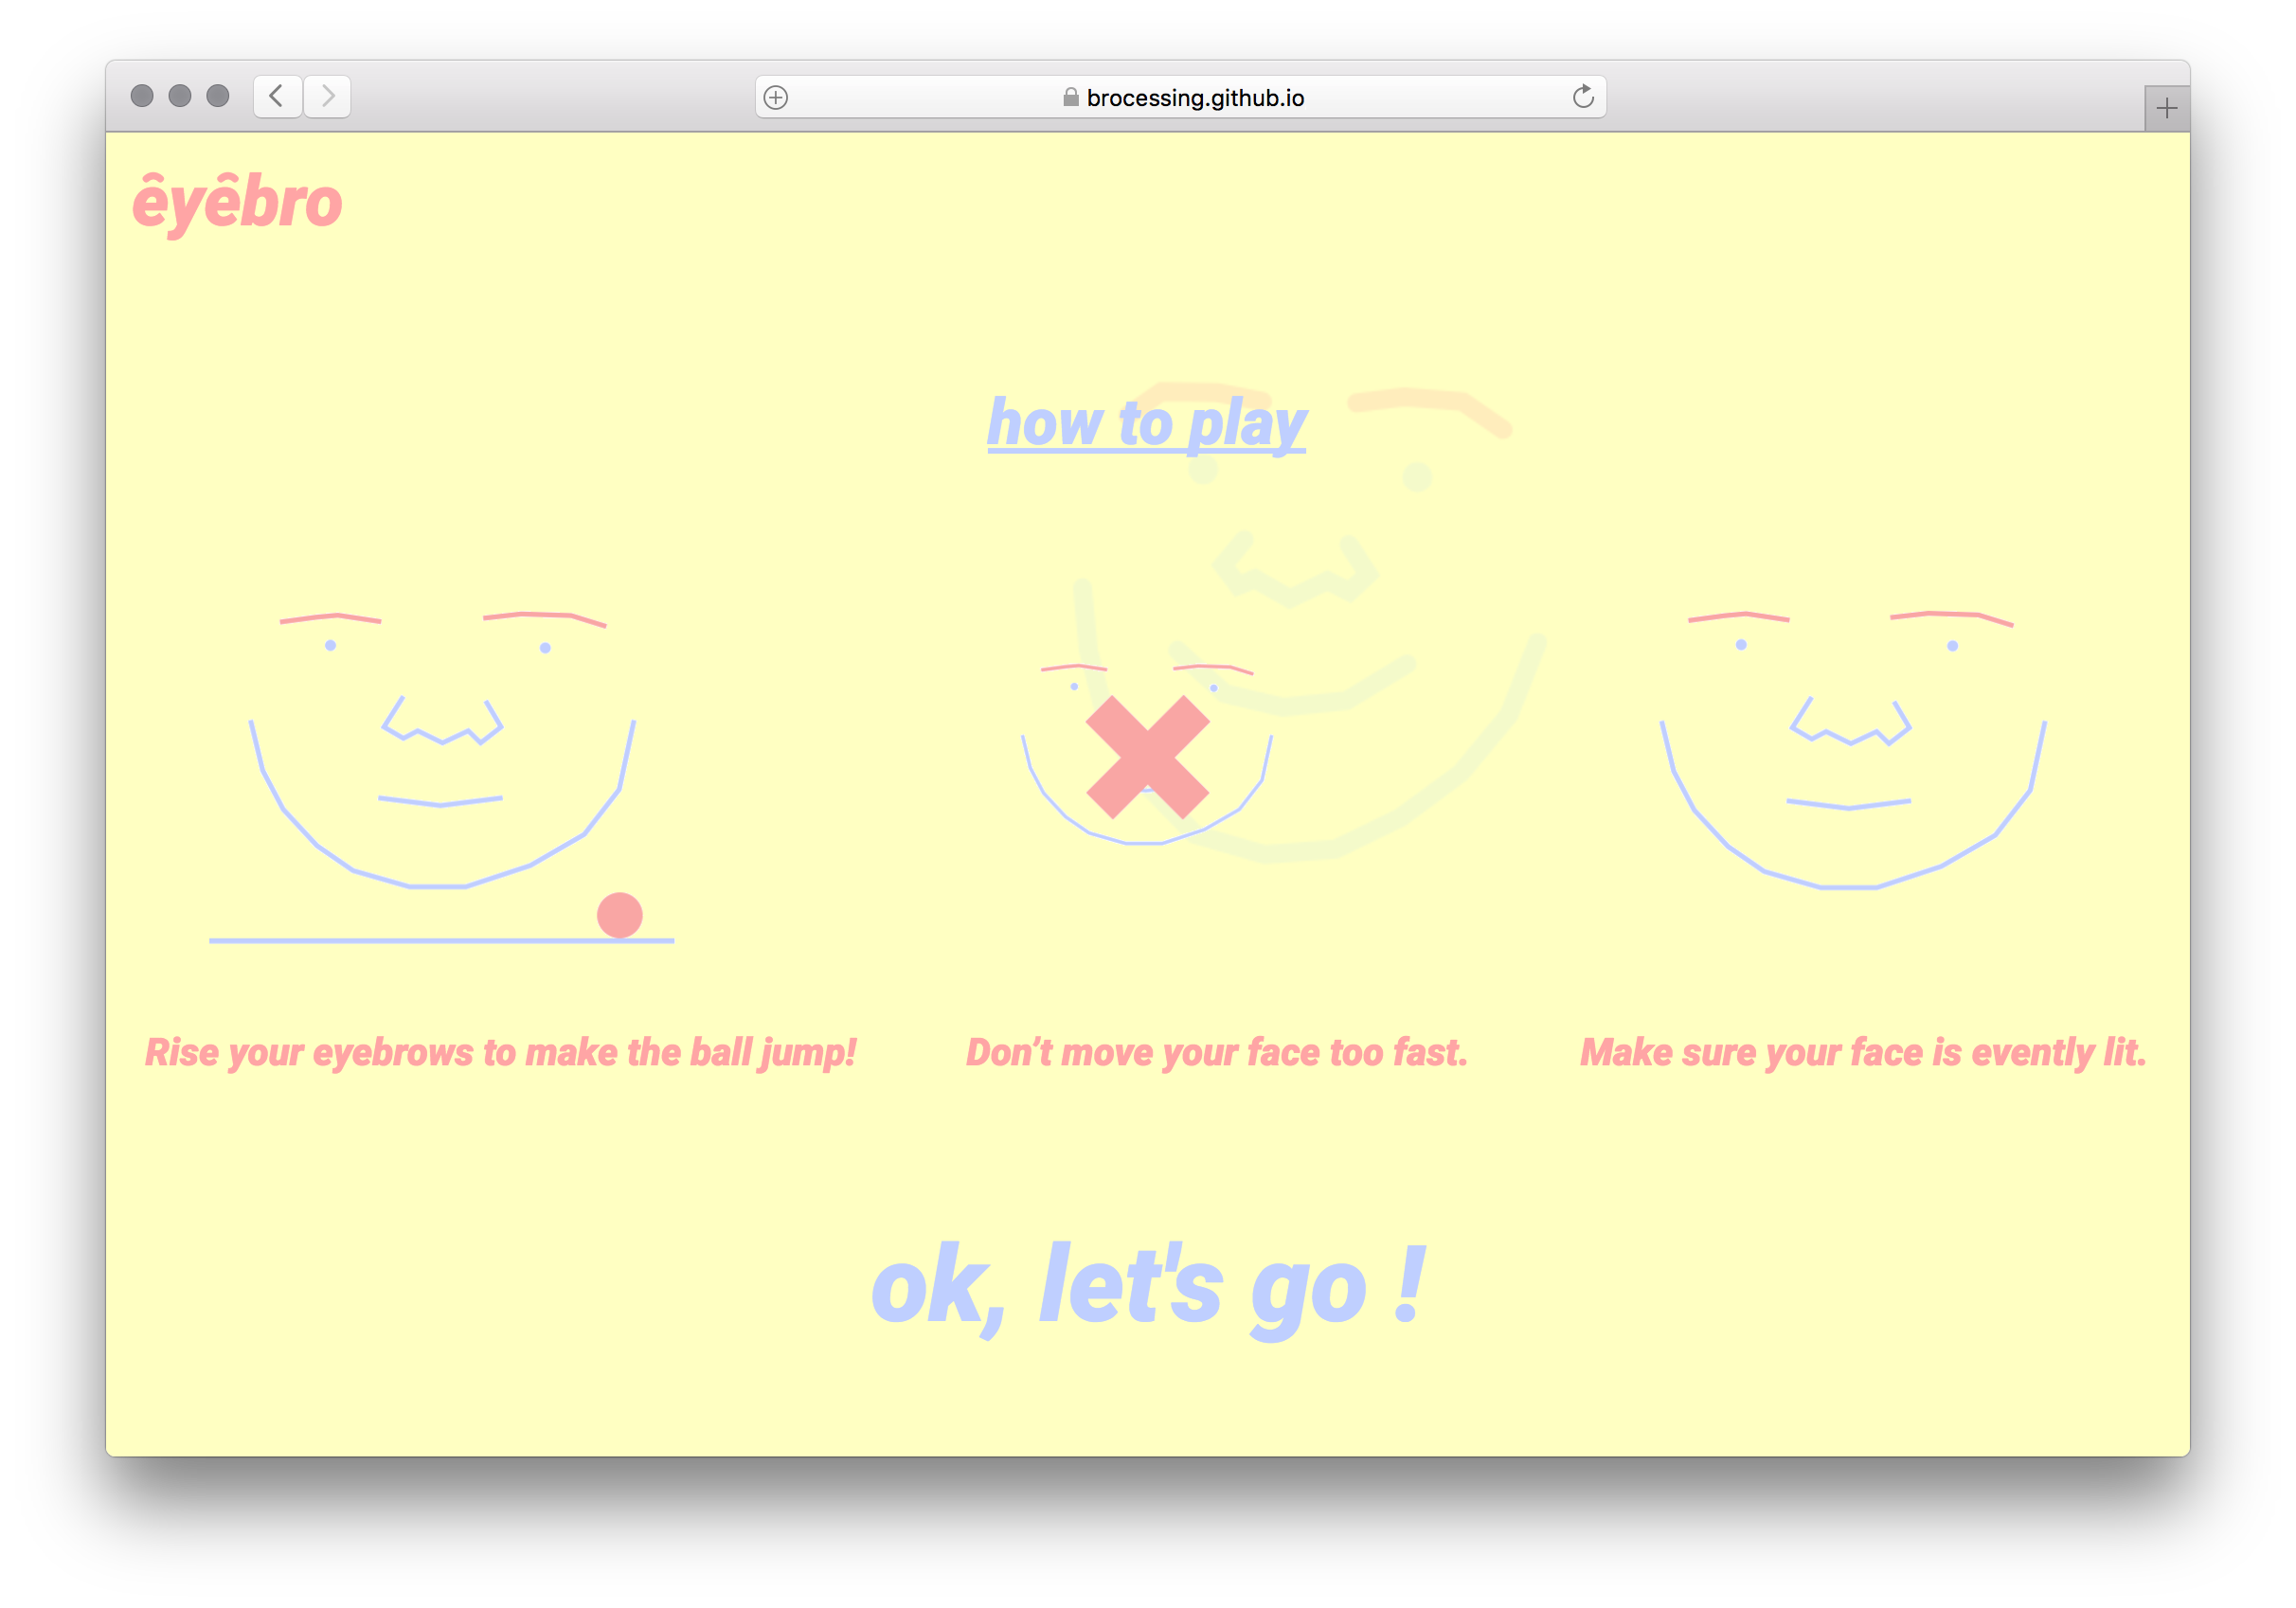 brocessing.github.io
êyêbro
how to play
Rise your eyebrows to make the ball jump!
Don’t move your face too fast.
Make sure your face is evently lit.
ok, let's go !